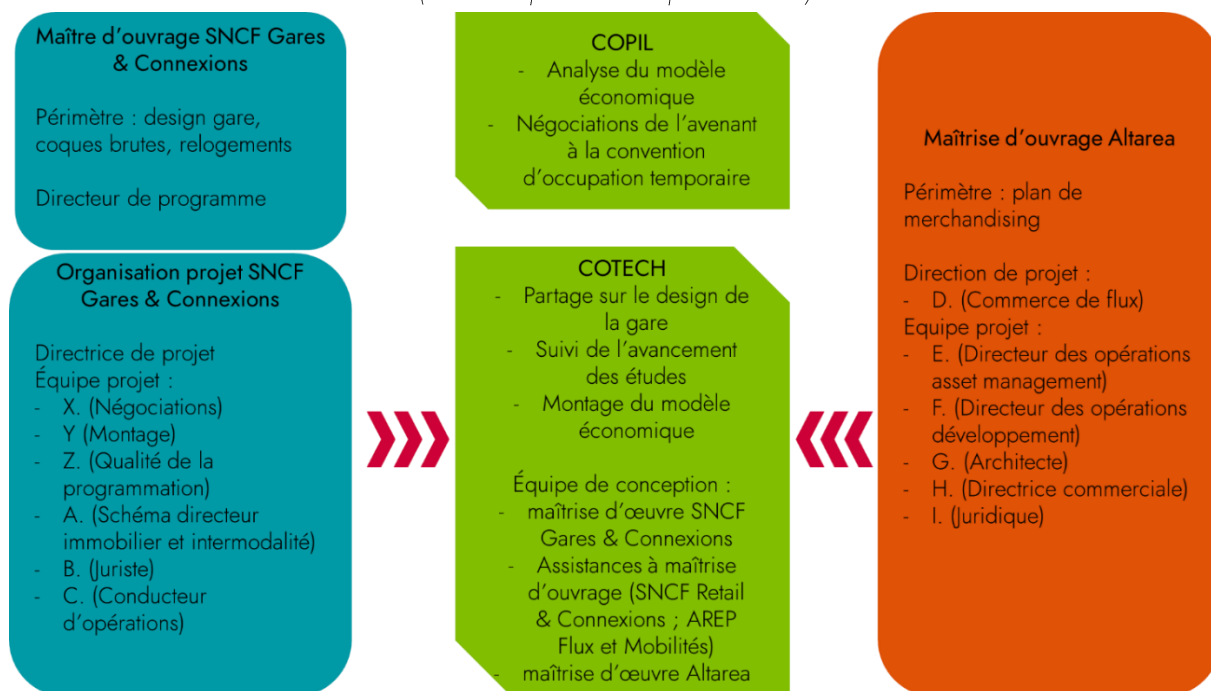 Maître d'ouvrage SNCF Gares
& Connexions
Périmètre : design gare,
coques brutes, relogements
Directeur de programme
Organisation projet SNCF
Gares & Connexions
Directrice de projet
Équipe projet :
- X. (Négociations)
- Y (Montage)
- Z. (Qualité de la
programmation)
- A. (Schéma directeur
immobilier et intermodalité)
- B. (Juriste)
- C. (Conducteur
d'opérations)
COPIL
- Analyse du modèle
économique
- Négociations de l'avenant
à la convention
d'occupation temporaire
COTECH
- Partage sur le design de
la gare
- Suivi de l'avancement
des études
- Montage du modèle
économique
Équipe de conception :
- maîtrise d'œuvre SNCF
Gares & Connexions
- Assistances à maîtrise
d'ouvrage (SNCF Retail
& Connexions ; AREP
Flux et Mobilités)
- maîtrise d'œuvre Altarea
Maîtrise d'ouvrage Altarea
Périmètre : plan de
merchandising
Direction de projet :
- D. (Commerce de flux)
Equipe projet :
- E. (Directeur des opérations
asset management)
- F. (Directeur des opérations
développement)
- G. (Architecte)
- H. (Directrice commerciale)
- I. (Juridique)